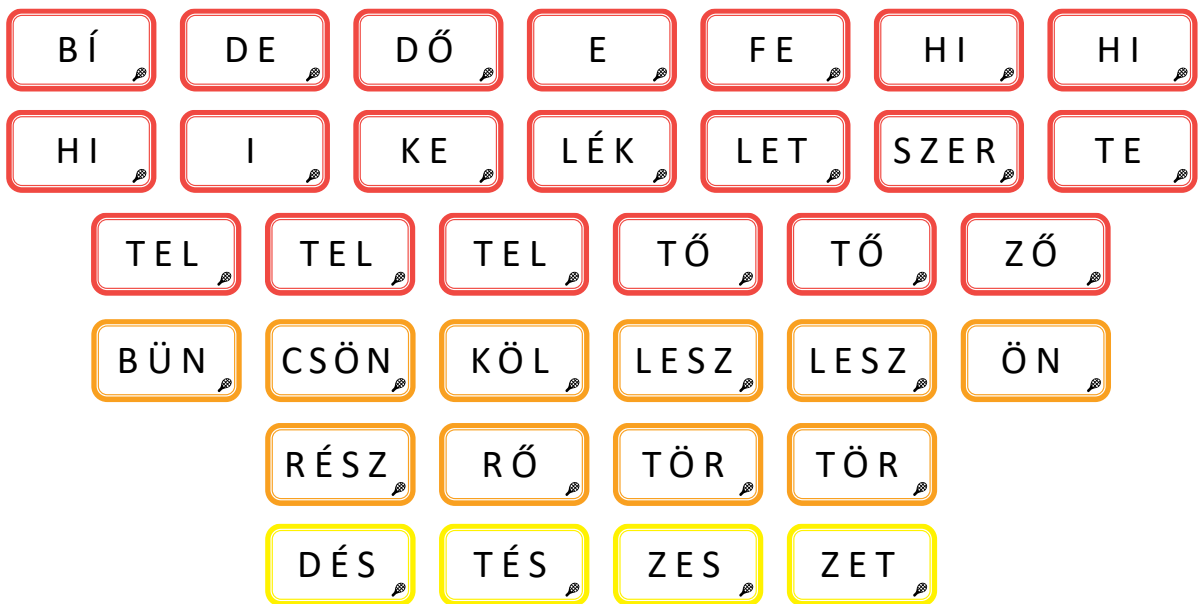 BÍ DE DŐ E FE HI HI
HI I KE LÉK LET SZER TE
TEL TEL TEL TŐ TŐ ZŐ
BÜN CSÖN KÖL LESZ LESZ ÖN
RÉSZ RŐ TÖR TÖR
DÉS TÉS ZES ZET